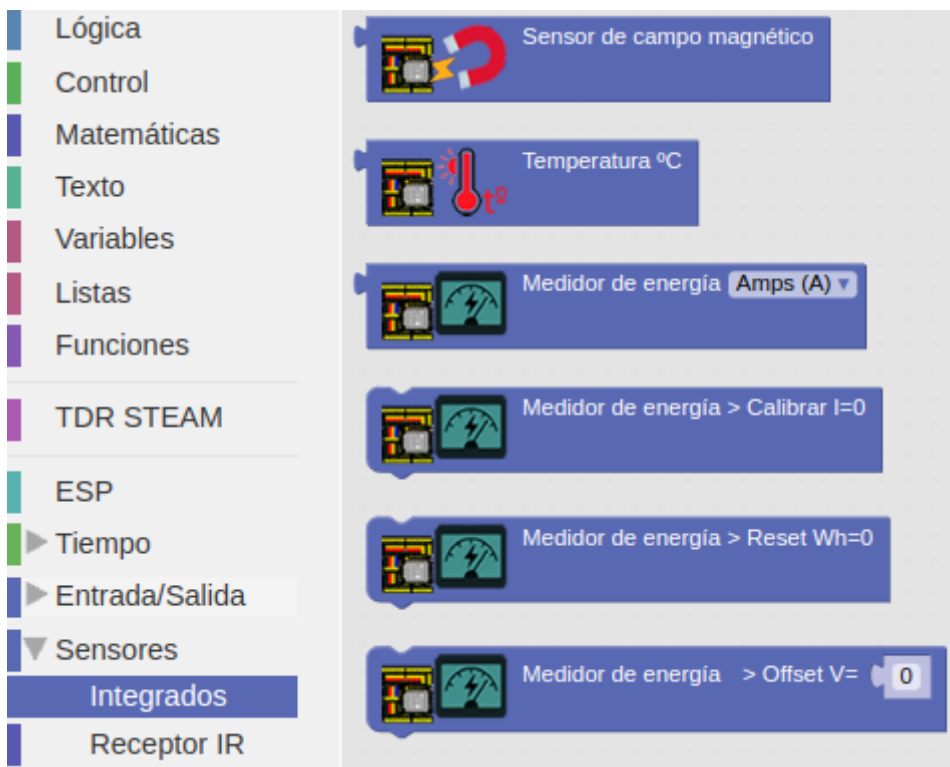 Lógica
Control
Matemáticas
Texto
Variables
Listas
Funciones
TDR STEAM
ESP
Tiempo
Entrada/Salida
Sensores
Integrados
Receptor IR
Sensor de campo magnético
Temperatura ºC
tº
Medidor de energía Amps (A)
Medidor de energía > Calibrar I=0
Medidor de energía > Reset Wh=0
Medidor de energía > Offset V= 0